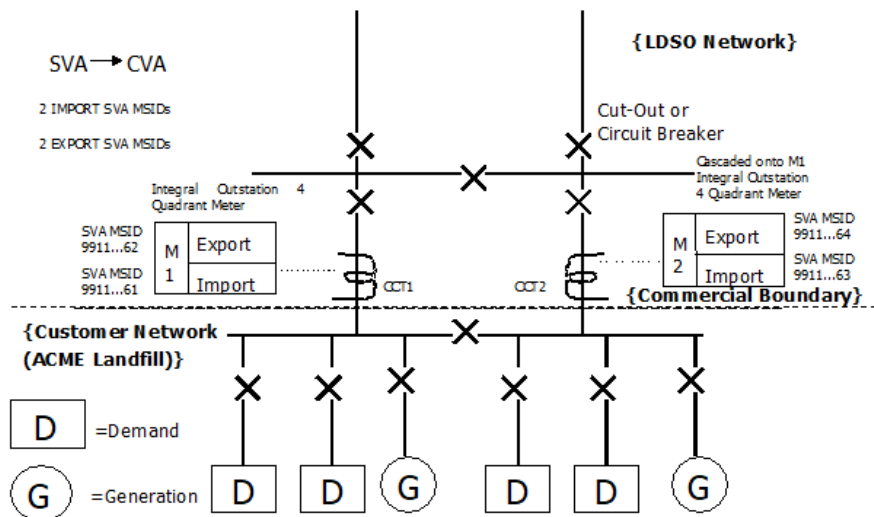 {LDSO Network}
SVA → CVA
2 IMPORT SVA MSIDs
2 EXPORT SVA MSIDs
Cut-Out or
Circuit Breaker
Cascaded onto M1
Integral Outstation
4 Quadrant Meter
Integral Outstation 4
Quadrant Meter
SVA MSID
9911...62
SVA MSID
9911...61
M
1
Export
Import
CCT1
CCT2
M
2
Export
Import
SVA MSID
9911...64
SVA MSID
9911...63
{Commercial Boundary}
{Customer Network
(ACME Landfill)}
D =Demand
G =Generation
D D G D D G